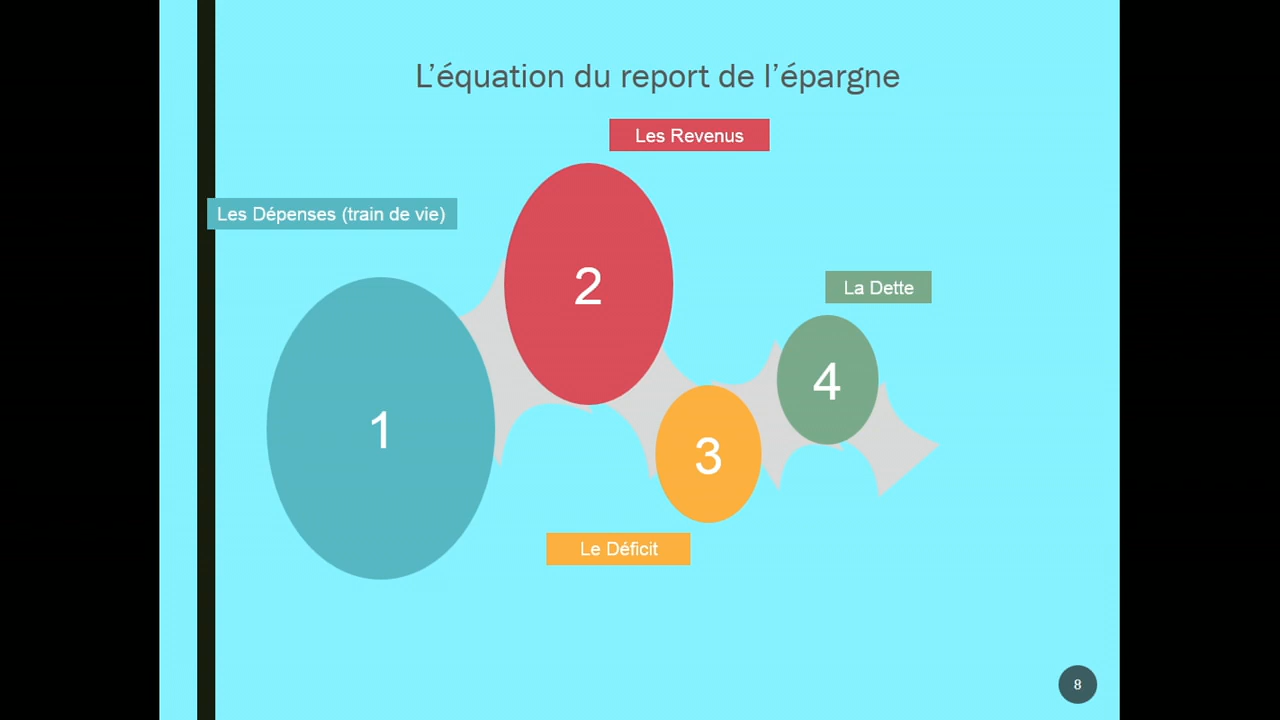 L’équation du report de l’épargne
Les Revenus
Les Dépenses (train de vie)
2
La Dette
4
1
3
Le Déficit
8